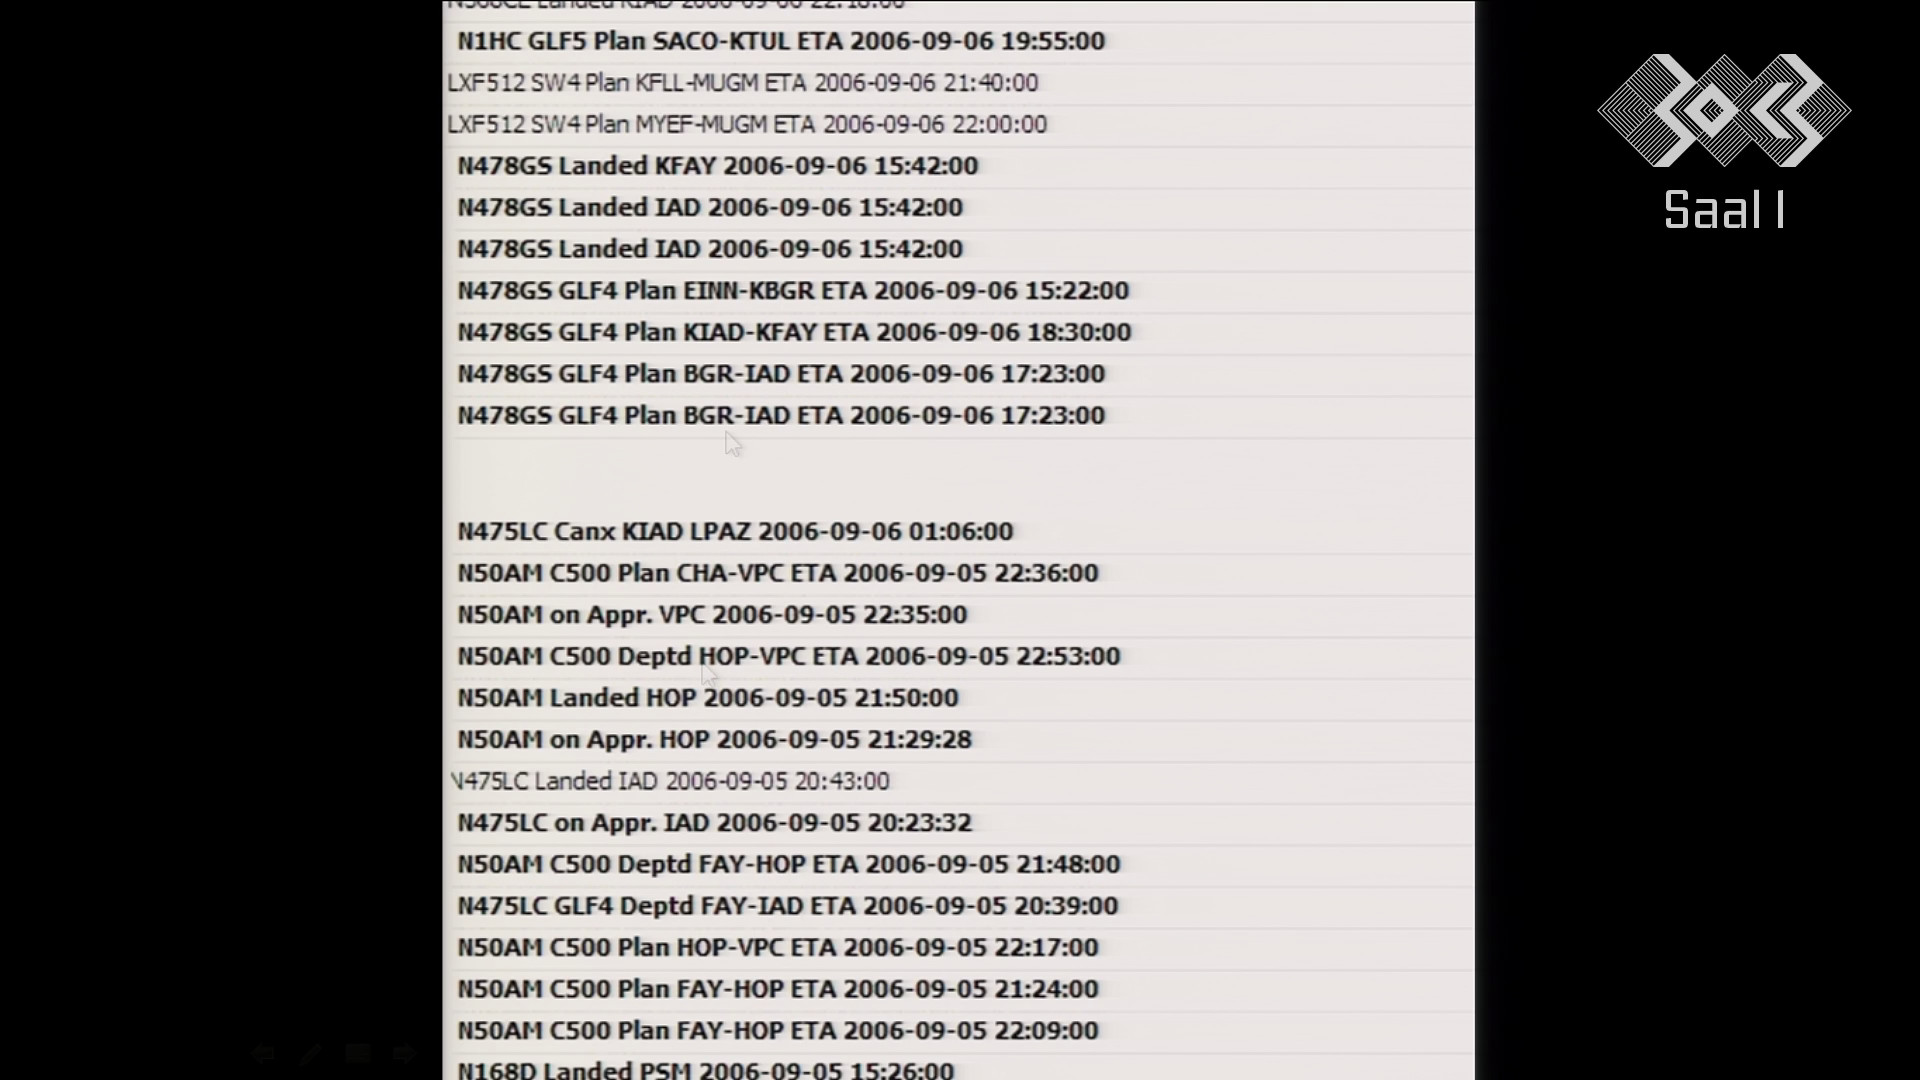 N308CE Landed KIAD 2006-09-06 22:18:00
N1HC GLF5 Plan SACO-KTUL ETA 2006-09-06 19:55:00
LXF512 SW4 Plan KFLL-MUGM ETA 2006-09-06 21:40:00
LXF512 SW4 Plan MYEF-MUGM ETA 2006-09-06 22:00:00
N478GS Landed KFAY 2006-09-06 15:42:00
N478GS Landed IAD 2006-09-06 15:42:00
N478GS Landed IAD 2006-09-06 15:42:00
N478GS GLF4 Plan EINN-KBGR ETA 2006-09-06 15:22:00
N478GS GLF4 Plan KIAD-KFAY ETA 2006-09-06 18:30:00
N478GS GLF4 Plan BGR-IAD ETA 2006-09-06 17:23:00
N478GS GLF4 Plan BGR-IAD ETA 2006-09-06 17:23:00
N475LC Canx KIAD LPAZ 2006-09-06 01:06:00
N50AM C500 Plan CHA-VPC ETA 2006-09-05 22:36:00
N50AM on Appr. VPC 2006-09-05 22:35:00
N50AM C500 Deptd HOP-VPC ETA 2006-09-05 22:53:00
N50AM Landed HOP 2006-09-05 21:50:00
N50AM on Appr. HOP 2006-09-05 21:29:28
N475LC Landed IAD 2006-09-05 20:43:00
N475LC on Appr. IAD 2006-09-05 20:23:32
N50AM C500 Deptd FAY-HOP ETA 2006-09-05 21:48:00
N475LC GLF4 Deptd FAY-IAD ETA 2006-09-05 20:39:00
N50AM C500 Plan HOP-VPC ETA 2006-09-05 22:17:00
N50AM C500 Plan FAY-HOP ETA 2006-09-05 21:24:00
N50AM C500 Plan FAY-HOP ETA 2006-09-05 22:09:00
N168D Landed PSM 2006-09-05 15:26:00
Saal 1